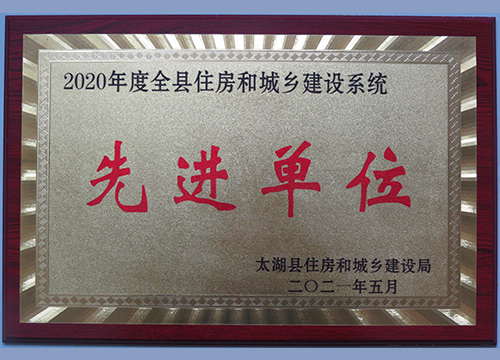 2020年度全县住房和城乡建设系统
先进单位
太湖县住房和城乡建设局
二〇二一年五月